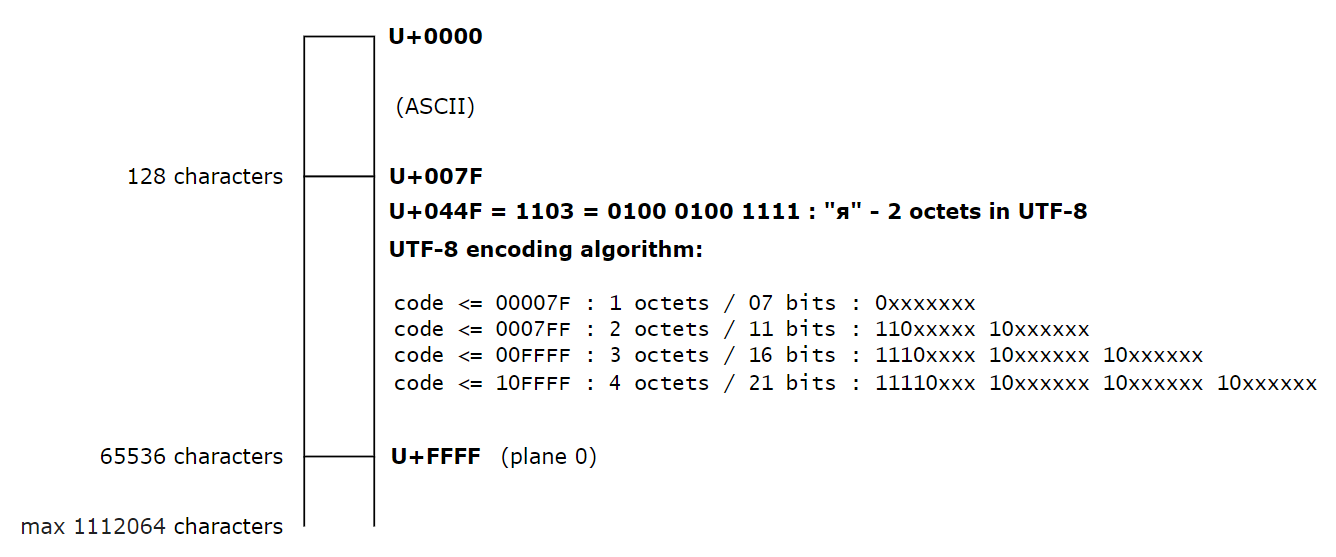 U+0000
(ASCII)
128 characters
U+007F
U+044F = 1103 = 0100 0100 1111 : "я" - 2 octets in UTF-8
UTF-8 encoding algorithm:
code <= 00007F : 1 octets / 07 bits : 0xxxxxxx
code <= 0007FF : 2 octets / 11 bits : 110xxxxx 10xxxxxx
code <= 00FFFF : 3 octets / 16 bits : 1110xxxx 10xxxxxx 10xxxxxx
code <= 10FFFF : 4 octets / 21 bits : 11110xxx 10xxxxxx 10xxxxxx 10xxxxxx
65536 characters
U+FFFF (plane 0)
max 1112064 characters